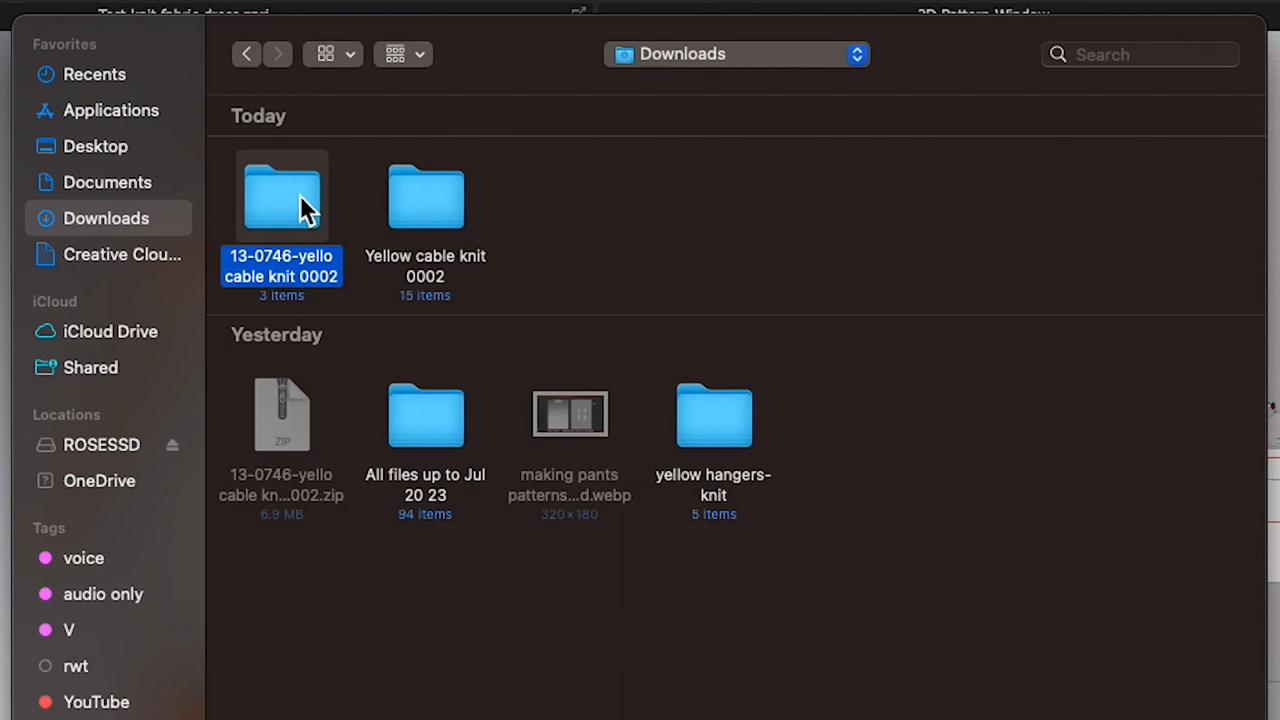 Test knit fabric dress.zprj
2D Pattern Window
Favorites
Recents
Applications
Desktop
Documents
Downloads
Creative Clou...
iCloud
iCloud Drive
Shared
Locations
ROSESSD
OneDrive
Tags
voice
audio only
V
rwt
YouTube
Downloads
Search
Today
13-0746-yello
cable knit 0002
3 items
Yellow cable knit
0002
15 items
Yesterday
ZIP
13-0746-yello
cable kn...002.zip
6.9 MB
All files up to Jul
20 23
94 items
making pants
patterns...d.webp
320×180
yellow hangers-
knit
5 items